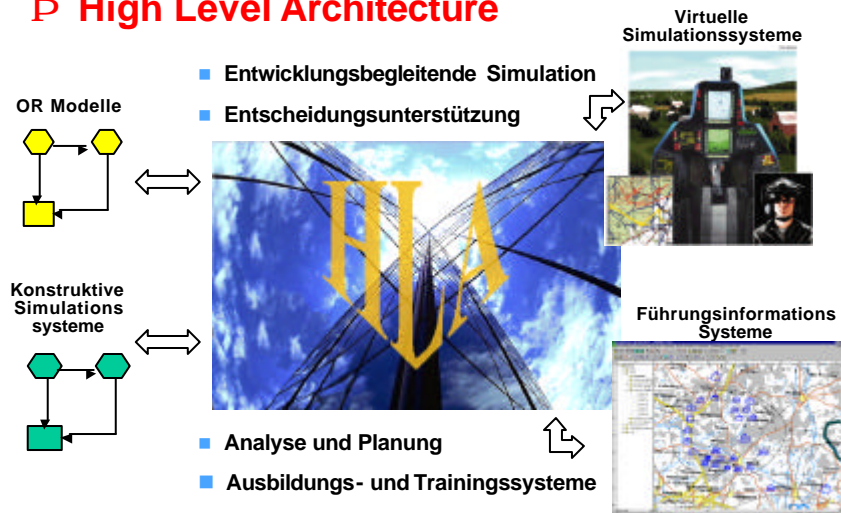 Þ High Level Architecture
Virtuelle
Simulationssysteme
Entwicklungsbegleitende Simulation
Entscheidungsunterstützung
OR Modelle
HLA
Konstruktive
Simulations
systeme
Führungsinformations
Systeme
Analyse und Planung
Ausbildungs- und Trainingssysteme